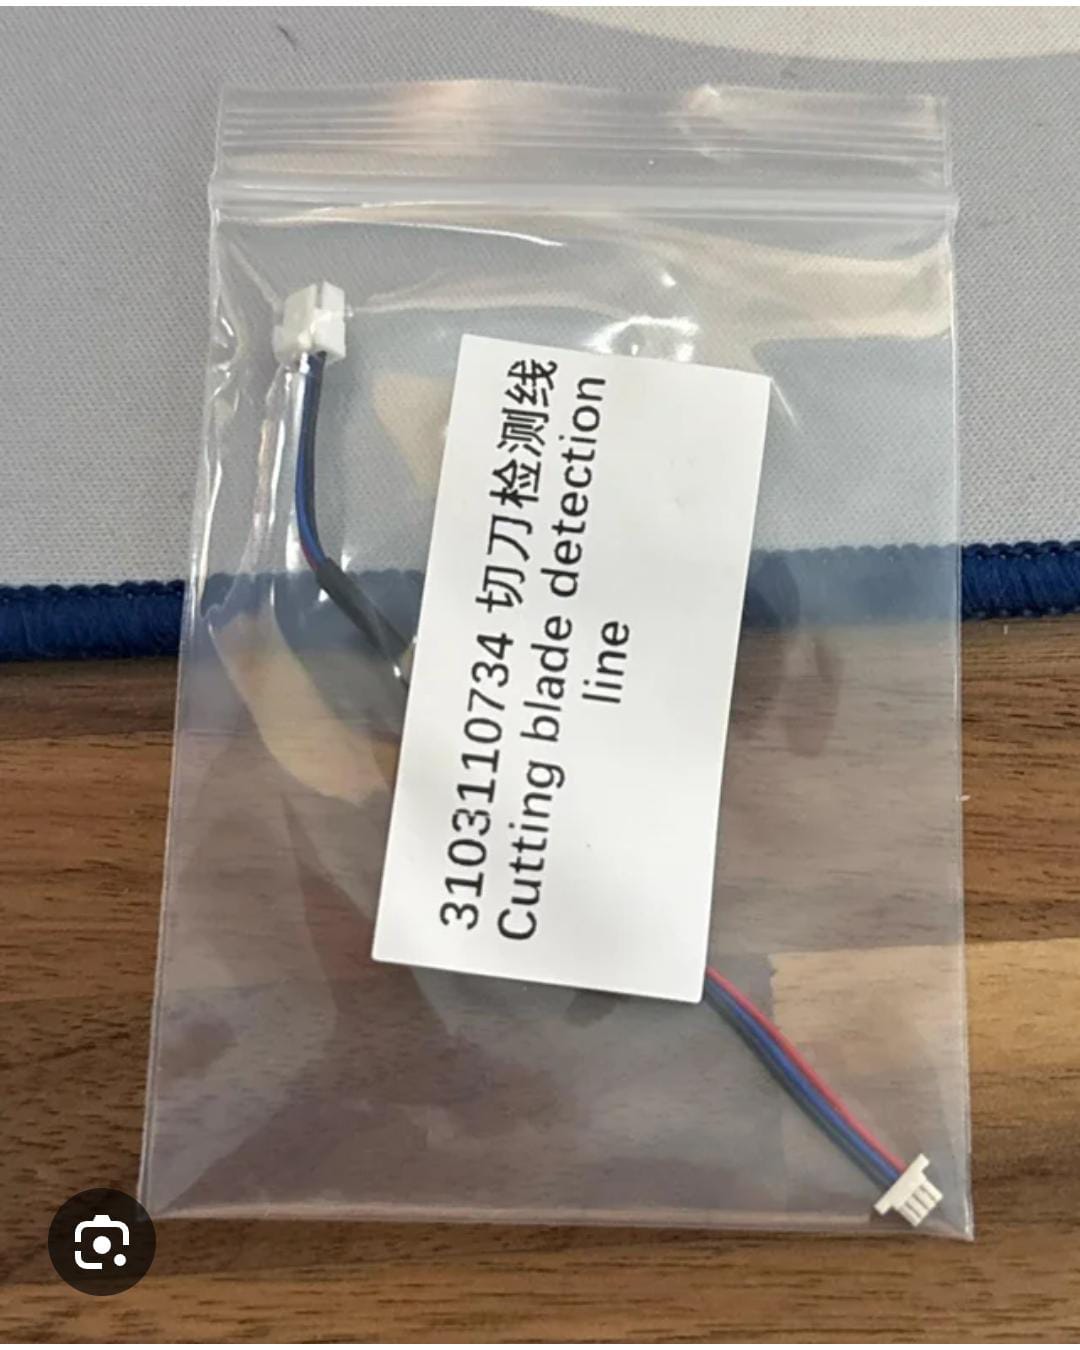 3103110734 切刀检测线
Cutting blade detection
line